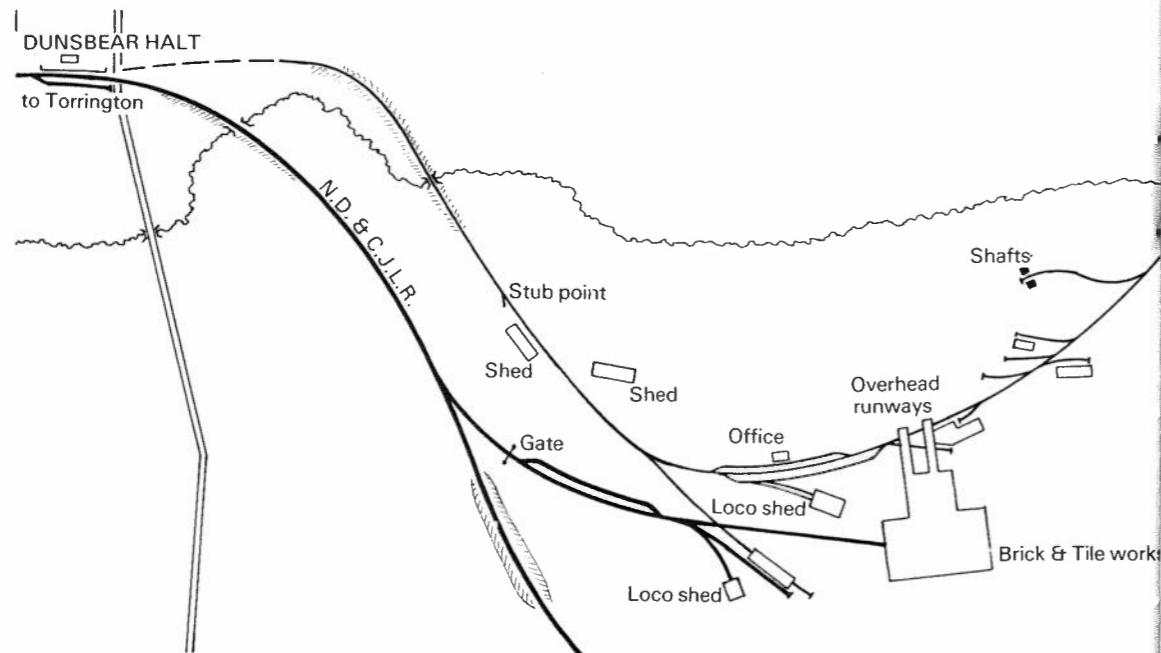 DUNSBEAR HALT
to Torrington
N.D. & C.J.L.R.
Stub point
Shafts
Shed
Shed
Overhead
runways
Gate
Office
Loco shed
Brick & Tile works
Loco shed